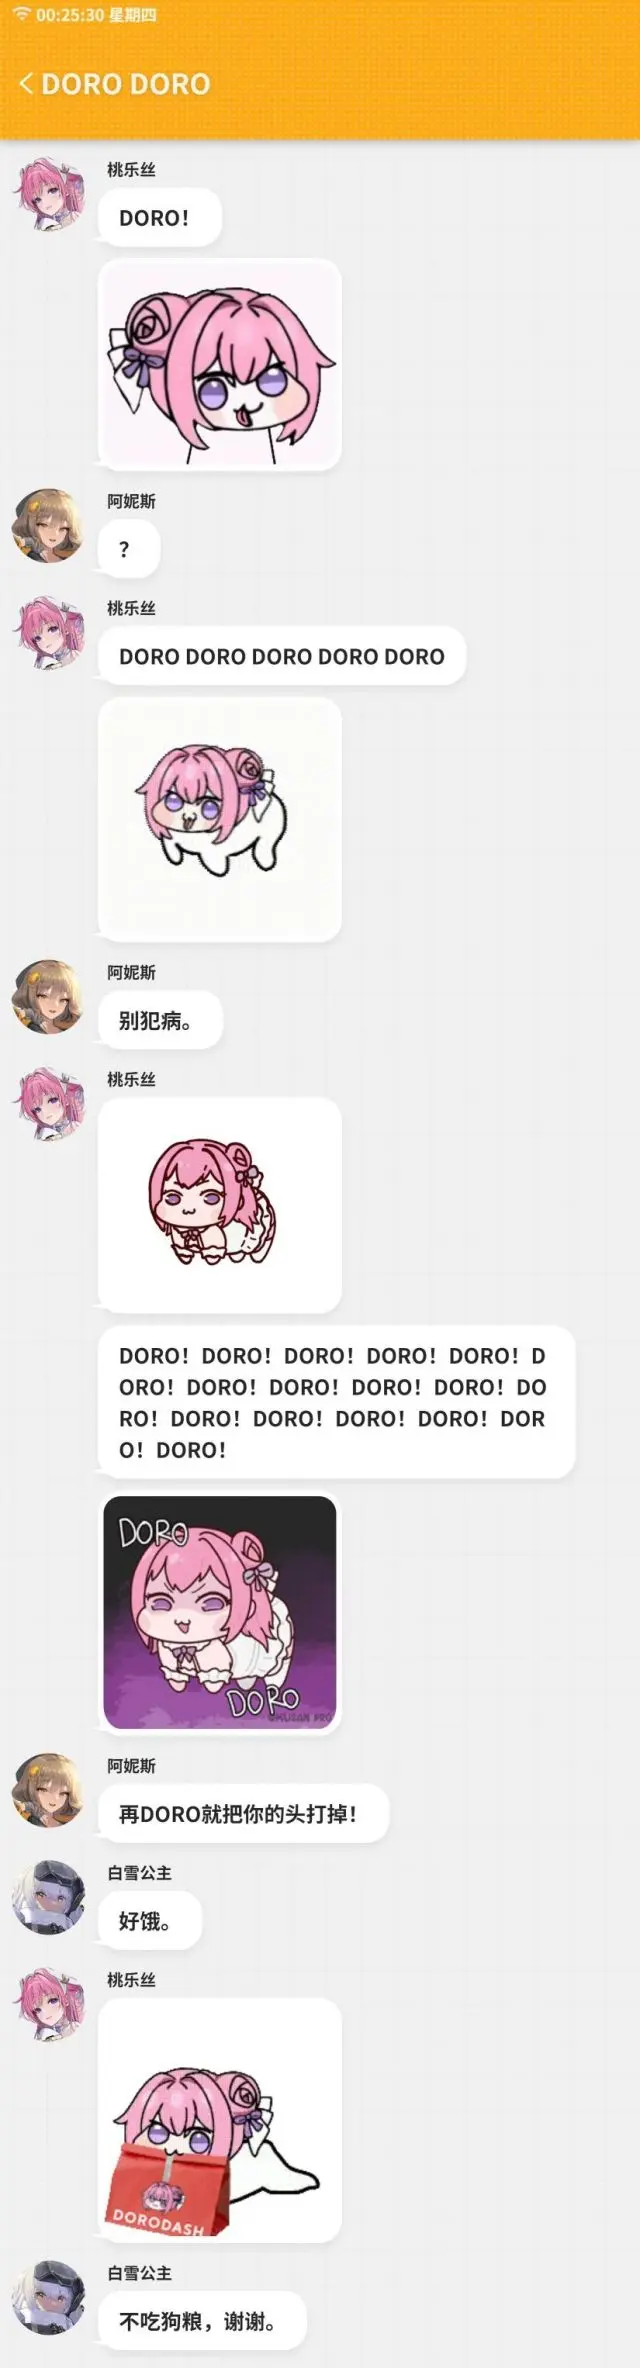 00:25:30 星期四
DORO DORO
桃乐丝
DORO！
阿妮斯
？
桃乐丝
DORO DORO DORO DORO DORO
阿妮斯
别犯病。
桃乐丝
DORO！DORO！DORO！DORO！DORO！D
ORO！DORO！DORO！DORO！DORO！DO
RO！DORO！DORO！DORO！DORO！DOR
O！DORO！
DORO
DORO
阿妮斯
再DORO就把你的头打掉！
白雪公主
好饿。
桃乐丝
DORODASH
白雪公主
不吃狗粮，谢谢。